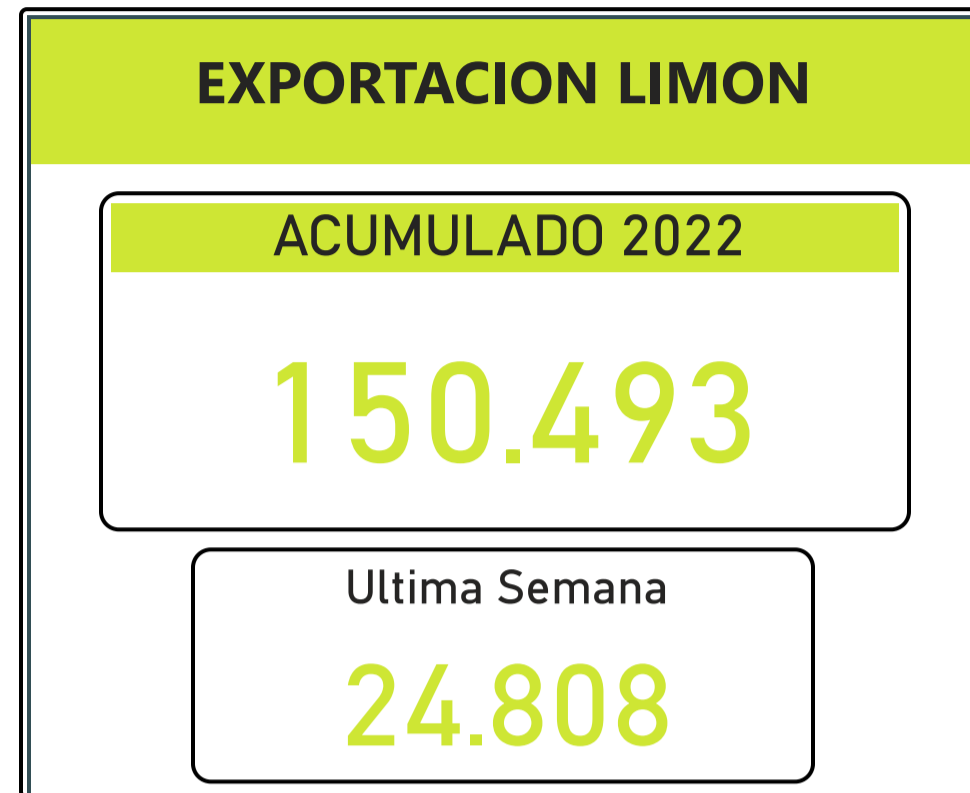 EXPORTACION LIMON
ACUMULADO 2022
150.493
Ultima Semana
24.808